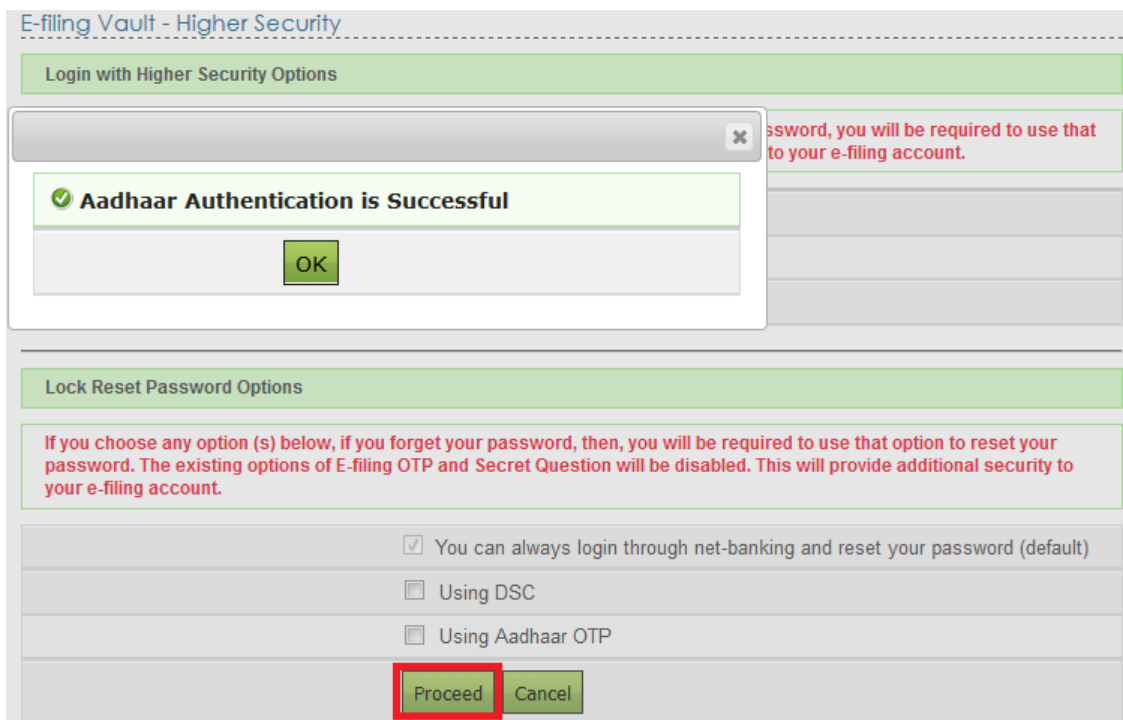 E-filing Vault - Higher Security
Login with Higher Security Options
ssword, you will be required to use that
to your e-filing account.
Aadhaar Authentication is Successful
OK
Lock Reset Password Options
If you choose any option (s) below, if you forget your password, then, you will be required to use that option to reset your
password. The existing options of E-filing OTP and Secret Question will be disabled. This will provide additional security to
your e-filing account.
You can always login through net-banking and reset your password (default)
Using DSC
Using Aadhaar OTP
Proceed Cancel